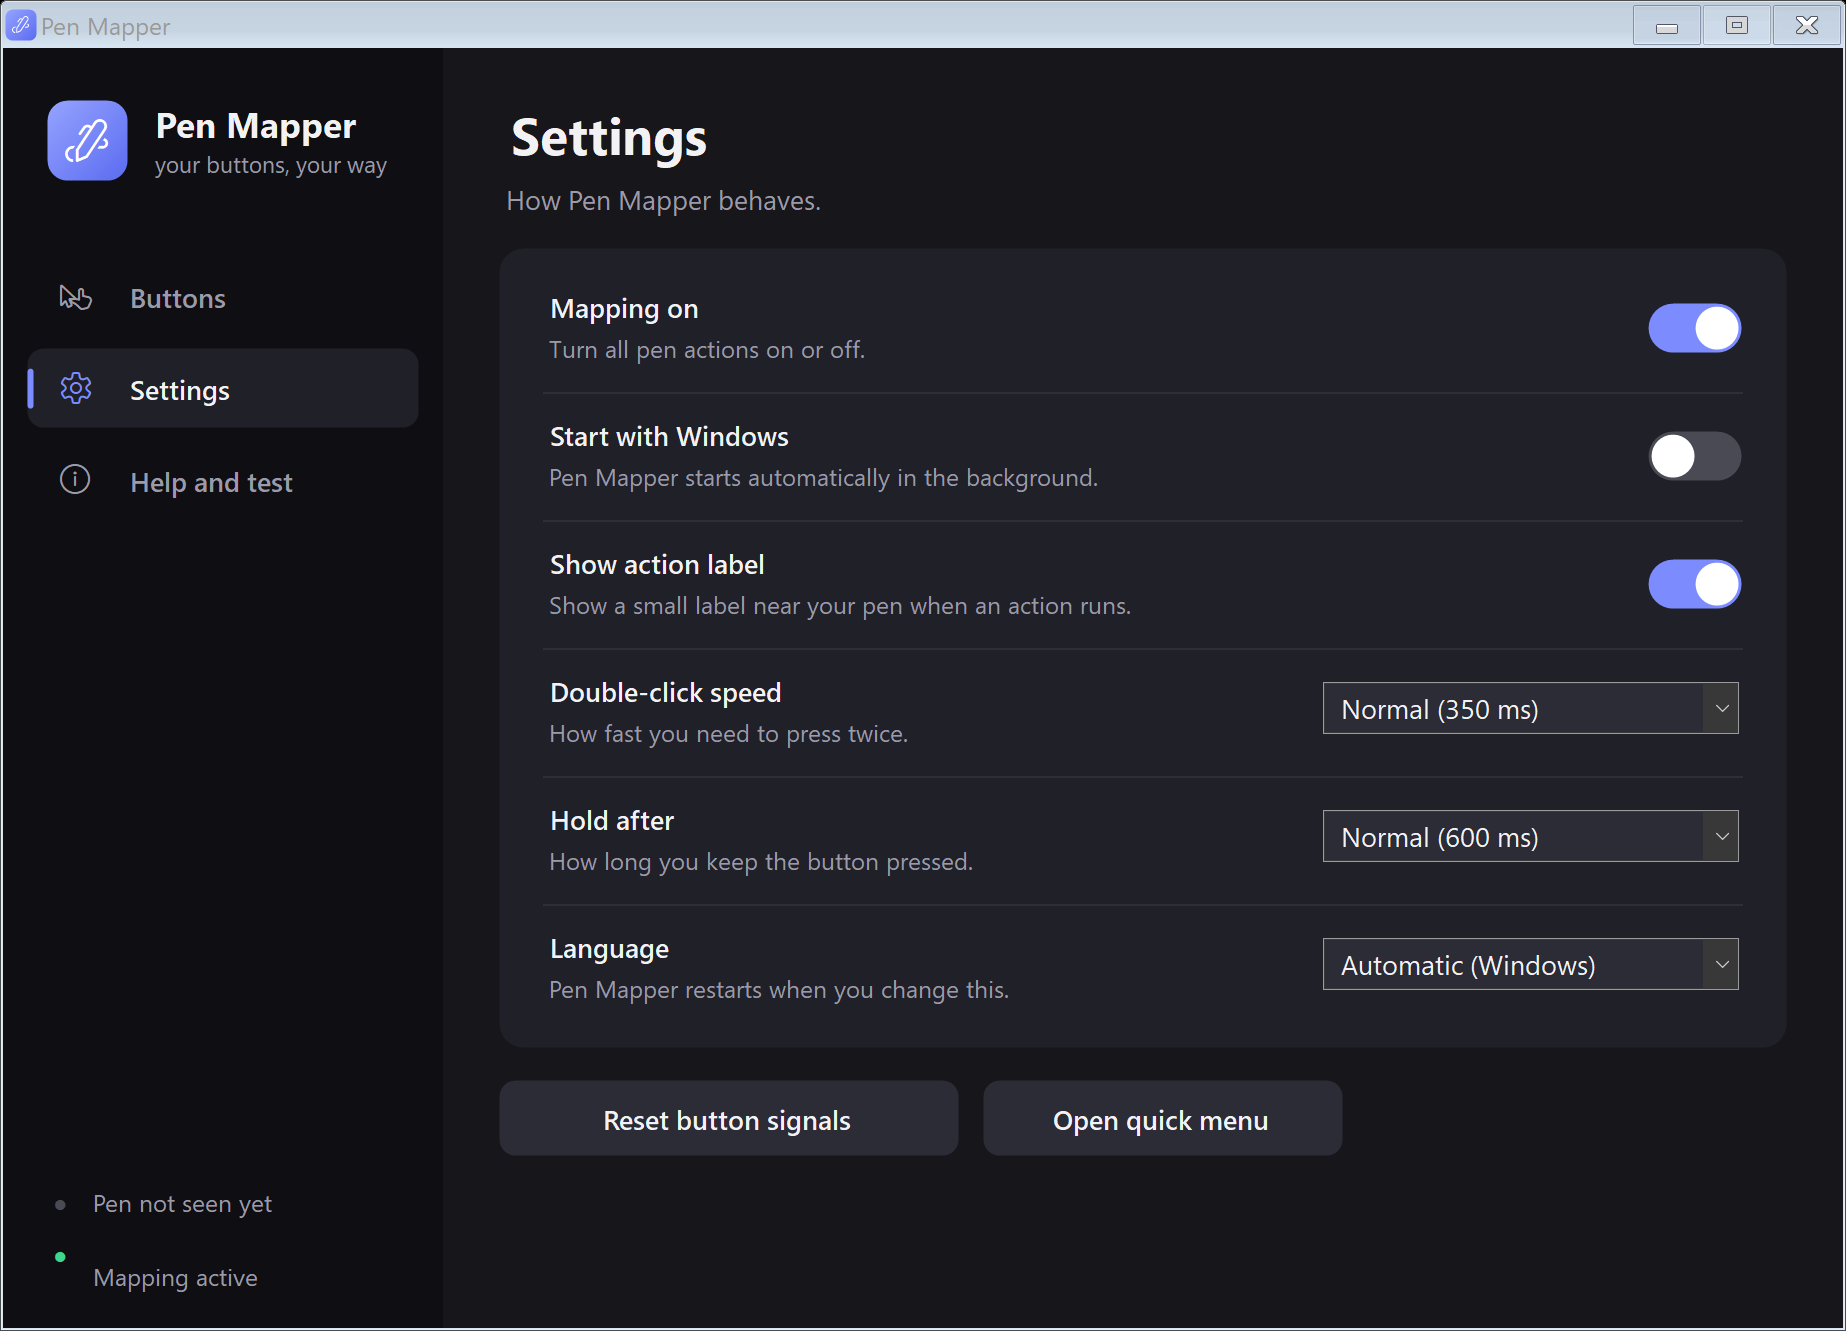 Pen Mapper
Pen Mapper
your buttons, your way
Buttons
Settings
Help and test
Pen not seen yet
Mapping active
Settings
How Pen Mapper behaves.
Mapping on
Turn all pen actions on or off.
Start with Windows
Pen Mapper starts automatically in the background.
Show action label
Show a small label near your pen when an action runs.
Double-click speed
How fast you need to press twice.
Normal (350 ms)
Hold after
How long you keep the button pressed.
Normal (600 ms)
Language
Pen Mapper restarts when you change this.
Automatic (Windows)
Reset button signals
Open quick menu